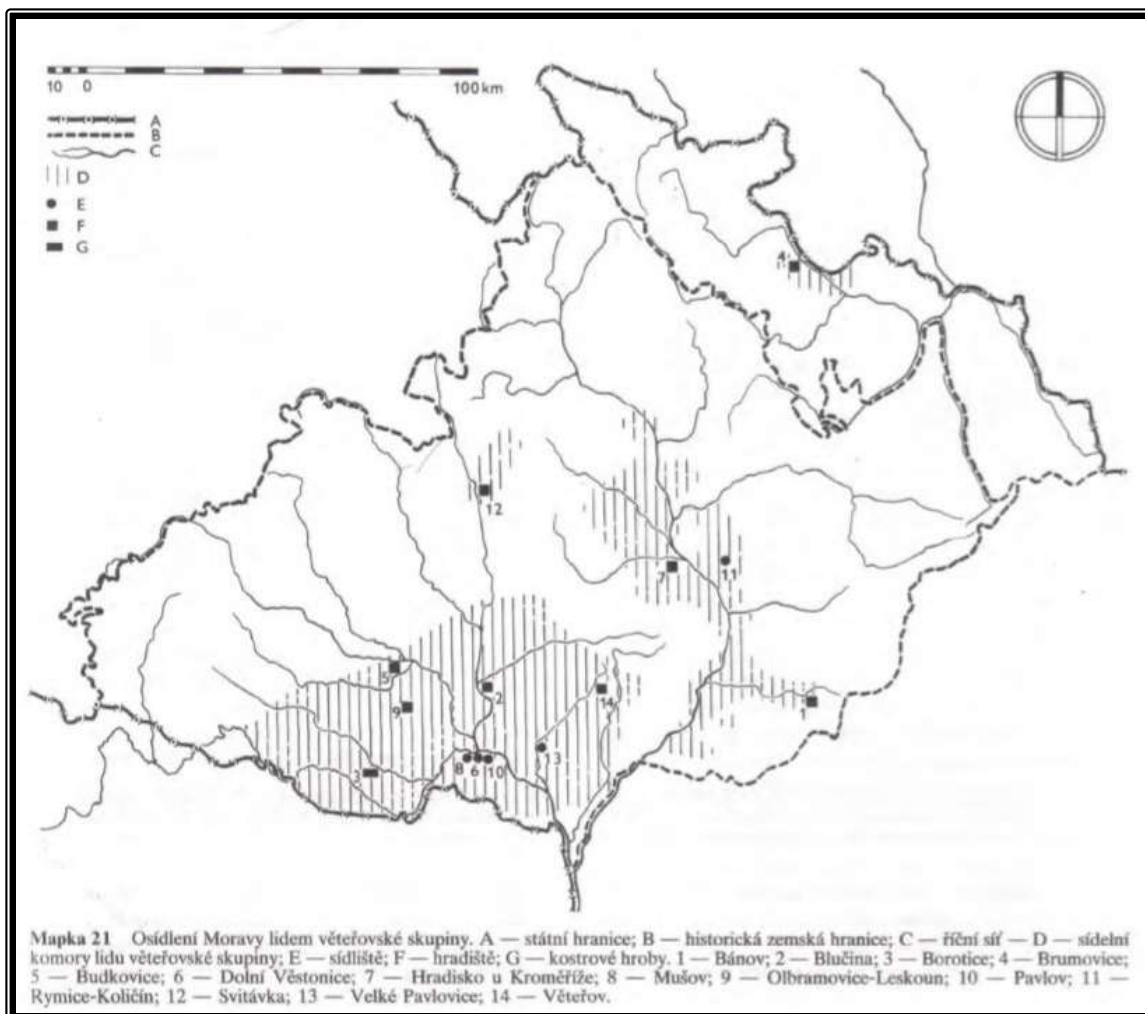 10 0 100 km
A
B
C
D
E
F
G
4
12
11
7
5
2
14
1
9
13
3
8 6 10
Mapka 21 Osídlení Moravy lidem věteřovské skupiny. A — státní hranice; B — historická zemská hranice; C — říční síť — D — sídelní
komory lidu věteřovské skupiny; E — sídliště; F — hradiště; G — kostrové hroby. 1 — Bánov; 2 — Blučina; 3 — Borotice; 4 — Brumovice;
5 — Budkovice; 6 — Dolní Věstonice; 7 — Hradisko u Kroměříže; 8 — Mušov; 9 — Olbramovice-Leskoun; 10 — Pavlov; 11 —
Rymice-Količín; 12 — Svitávka; 13 — Velké Pavlovice; 14 — Věteřov.